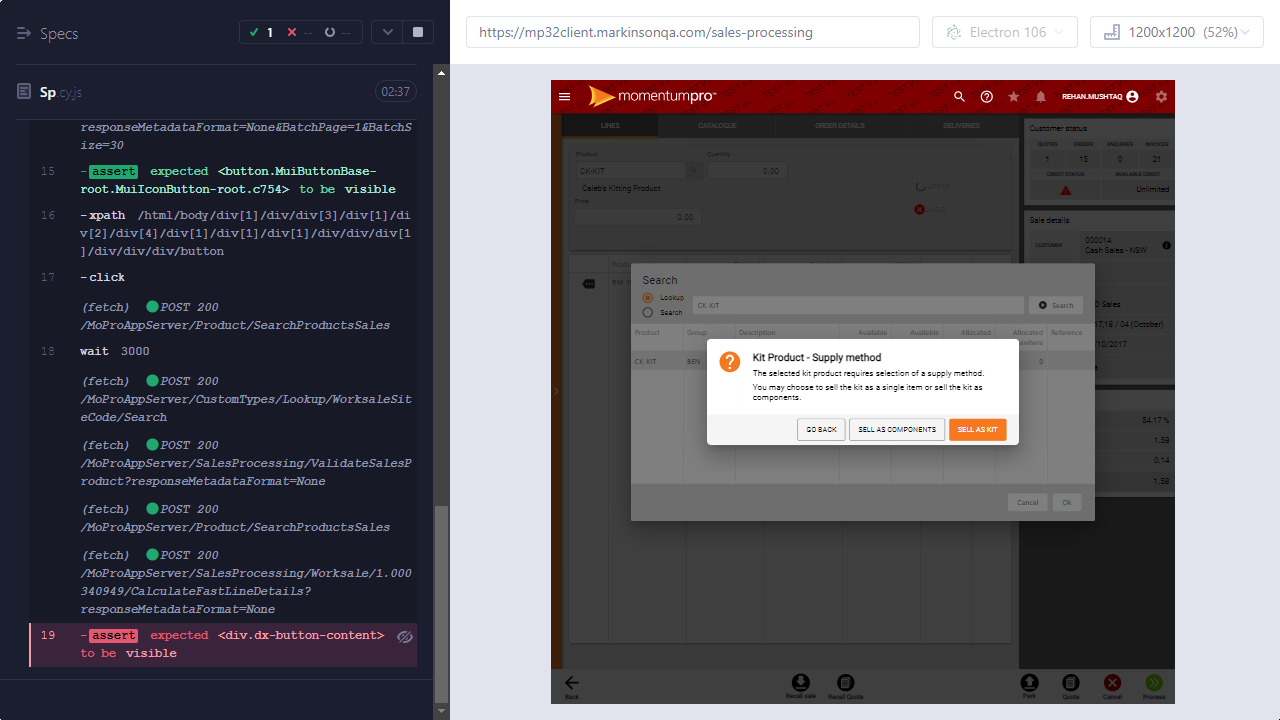 Specs
1
--
--
Sp.cy.js
02:37
responseMetadataFormat=None&BatchPage=1&BatchS
ize=30
15 -assert expected <button.MuiButtonBase-
root.MuiIconButton-root.c754> to be visible
16 -xpath /html/body/div[1]/div/div[3]/div[1]/di
v[2]/div[4]/div[1]/div[1]/div[1]/div/div/div[1
]/div/div/div/button
17 -click
(fetch) POST 200
/MoProAppServer/Product/SearchProductsSales
18 wait 3000
(fetch) POST 200
/MoProAppServer/CustomTypes/Lookup/WorksaleSit
eCode/Search
(fetch) POST 200
/MoProAppServer/SalesProcessing/ValidateSalesP
roduct?responseMetadataFormat=None
(fetch) POST 200
/MoProAppServer/Product/SearchProductsSales
(fetch) POST 200
/MoProAppServer/SalesProcessing/Worksale/1.000
340949/CalculateFastLineDetails?
responseMetadataFormat=None
19 -assert expected <div.dx-button-content>
to be visible
https://mp32client.markinsonqa.com/sales-processing
Electron 106
1200x1200 (52%)
momentumpro™
REHAN.MUSHTAQ
LINES CATALOGUE ORDER DETAILS DELIVERIES
Product Quantity
CK-KIT 0.00
Caleb's Kitting Product
Price
0.00
APPLY
UNDO
Customer status
QUOTES ORDERS ENQUIRIES INVOICES
1 15 0 21
CREDIT STATUS AVAILABLE CREDIT
Unlimited
Sale details
CUSTOMER 000014
Cash Sales - NSW
Sales
/ 04 (October)
/10/2017
54.17 %
1.58
0.14
1.58
Search
Lookup
Search
CK-KIT
Search
Product Group Description Available Available Allocated Allocated Reference
CK-KIT BEN 0
Kit Product - Supply method
The selected kit product requires selection of a supply method.
You may choose to sell the kit as a single item or sell the kit as
components.
GO BACK SELL AS COMPONENTS SELL AS KIT
Cancel Ok
Back Recall sale Recall Quote Park Quote Cancel Process